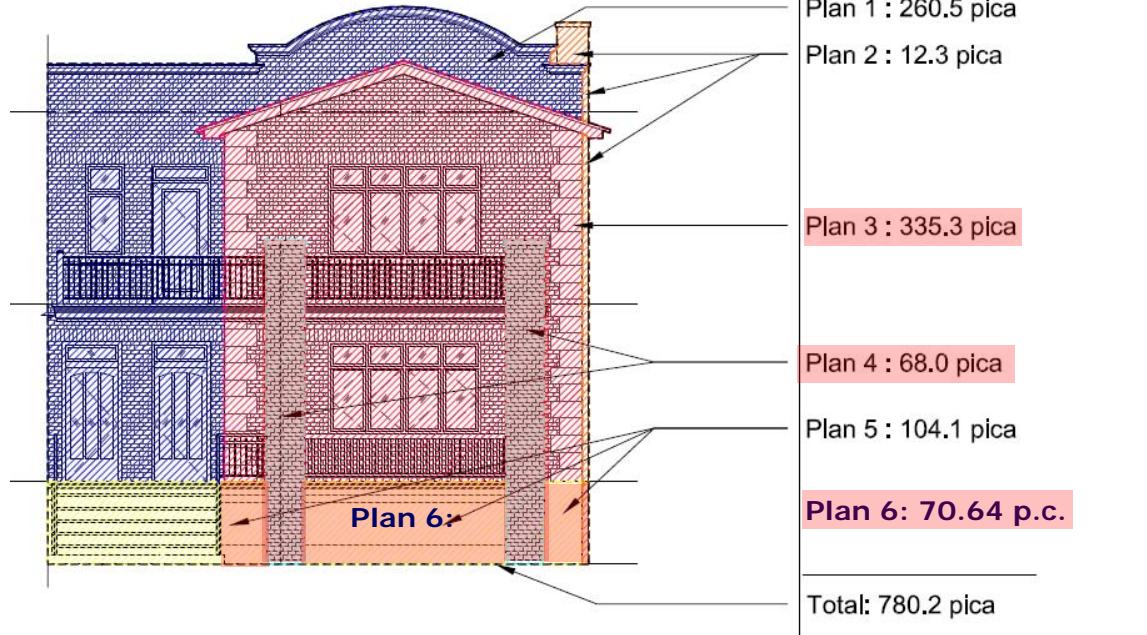 Plan 1 : 260.5 pica
Plan 2 : 12.3 pica
Plan 3 : 335.3 pica
Plan 4 : 68.0 pica
Plan 5 : 104.1 pica
Plan 6:
Plan 6: 70.64 p.c.
Total: 780.2 pica